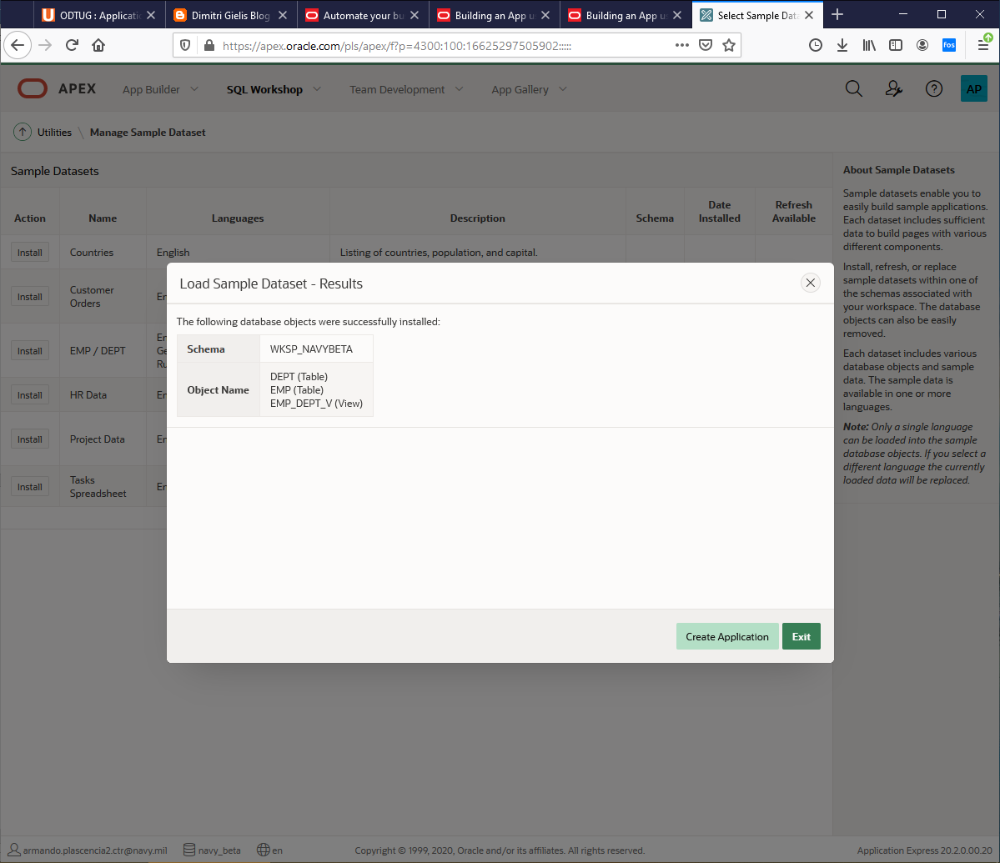 ODTUG : Applicati
Dimitri Gielis Blog
Automate your bu
Building an App u
Building an App u
Select Sample Data
https://apex.oracle.com/pls/apex/f?p=4300:100:16625297505902:::::
fos
APEX
App Builder
SQL Workshop
Team Development
App Gallery
AP
Utilities \ Manage Sample Dataset
Sample Datasets
Action
Name
Languages
Description
Schema
Date
Installed
Refresh
Available
Install
Countries
English
Listing of countries, population, and capital.
Install
Customer
Orders
En
Install
EMP / DEPT
En
Ge
Ru
Install
HR Data
En
Install
Project Data
En
Install
Tasks
Spreadsheet
En
Load Sample Dataset - Results
The following database objects were successfully installed:
Schema
WKSP_NAVYBETA
Object Name
DEPT (Table)
EMP (Table)
EMP_DEPT_V (View)
Create Application
Exit
About Sample Datasets
Sample datasets enable you to
easily build sample applications.
Each dataset includes sufficient
data to build pages with various
different components.
Install, refresh, or replace
sample datasets within one of
the schemas associated with
your workspace. The database
objects can also be easily
removed.
Each dataset includes various
database objects and sample
data. The sample data is
available in one or more
languages.
Note: Only a single language
can be loaded into the sample
database objects. If you select a
different language the currently
loaded data will be replaced.
armando.plascencia2.ctr@navy.mil
navy_beta
en
Copyright © 1999, 2020, Oracle and/or its affiliates. All rights reserved.
Application Express 20.2.0.00.20